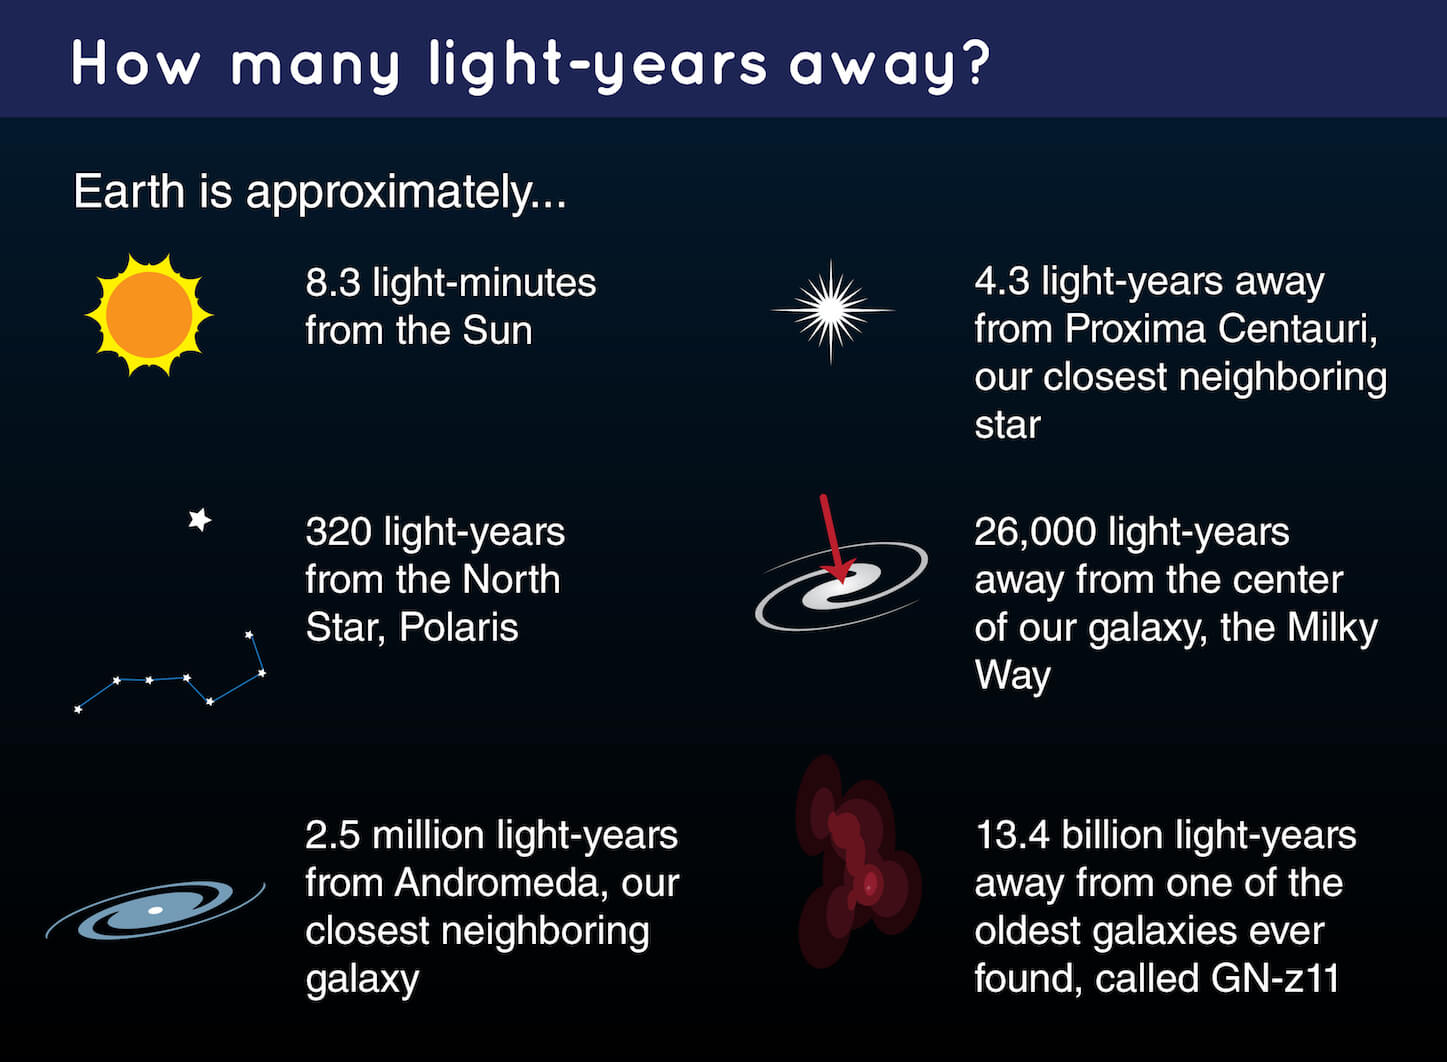 How many light-years away?
Earth is approximately...
8.3 light-minutes
from the Sun
4.3 light-years away
from Proxima Centauri,
our closest neighboring
star
320 light-years
from the North
Star, Polaris
26,000 light-years
away from the center
of our galaxy, the Milky
Way
2.5 million light-years
from Andromeda, our
closest neighboring
galaxy
13.4 billion light-years
away from one of the
oldest galaxies ever
found, called GN-z11